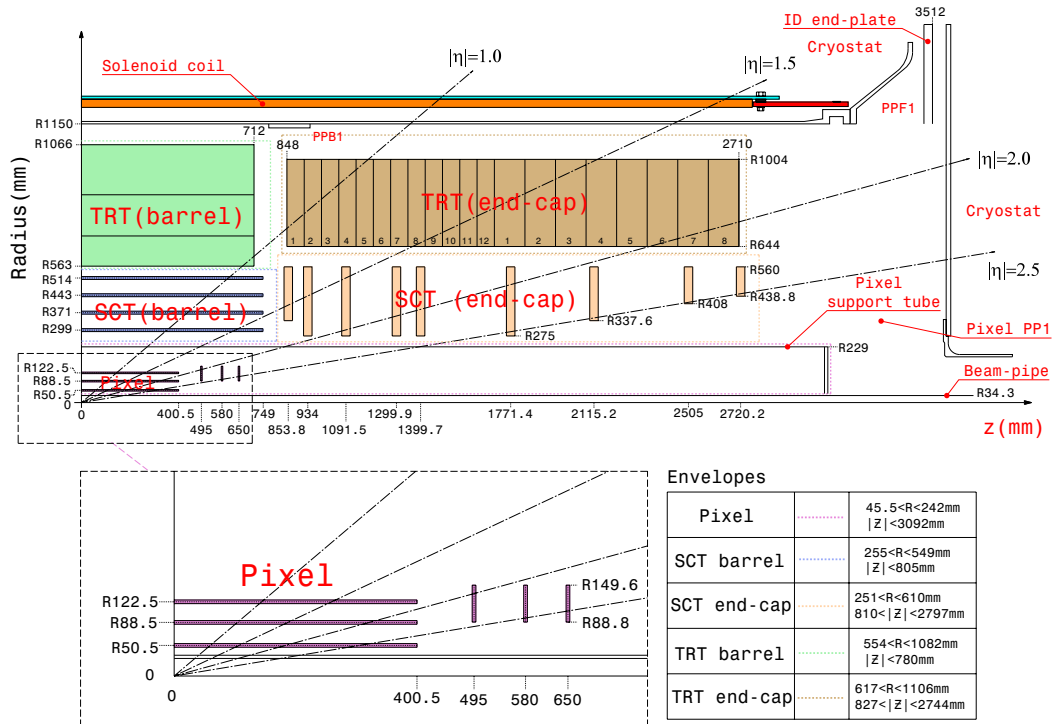 3512
ID end-plate
Cryostat
|η|=1.0
|η|=1.5
Solenoid coil
PPF1
R1150
PPB1
712
848
2710
R1066
R1004
|η|=2.0
TRT(barrel)
TRT(end-cap)
Cryostat
Radius(mm)
1 2 3 4 5 6 7 8 9 10 11 12 1 2 3 4 5 6 7 8
R644
R563
R560
|η|=2.5
R514
R443
R371
R299
SCT(barrel)
SCT (end-cap)
R438.8
R408
R337.6
R275
Pixel
support tube
Pixel PP1
R229
R122.5
R88.5
R50.5
0
Pixel
Beam-pipe
R34.3
0
400.5 580 749 934 1299.9 1771.4 2115.2 2505 2720.2
495 650 853.8 1091.5 1399.7
z(mm)
Pixel
R122.5
R88.5
R50.5
0
R149.6
R88.8
0
400.5 495 580 650
Envelopes
Pixel
45.5<R<242mm
|Z|<3092mm
SCT barrel
255<R<549mm
|Z|<805mm
SCT end-cap
251<R<610mm
810<|Z|<2797mm
TRT barrel
554<R<1082mm
|Z|<780mm
TRT end-cap
617<R<1106mm
827<|Z|<2744mm